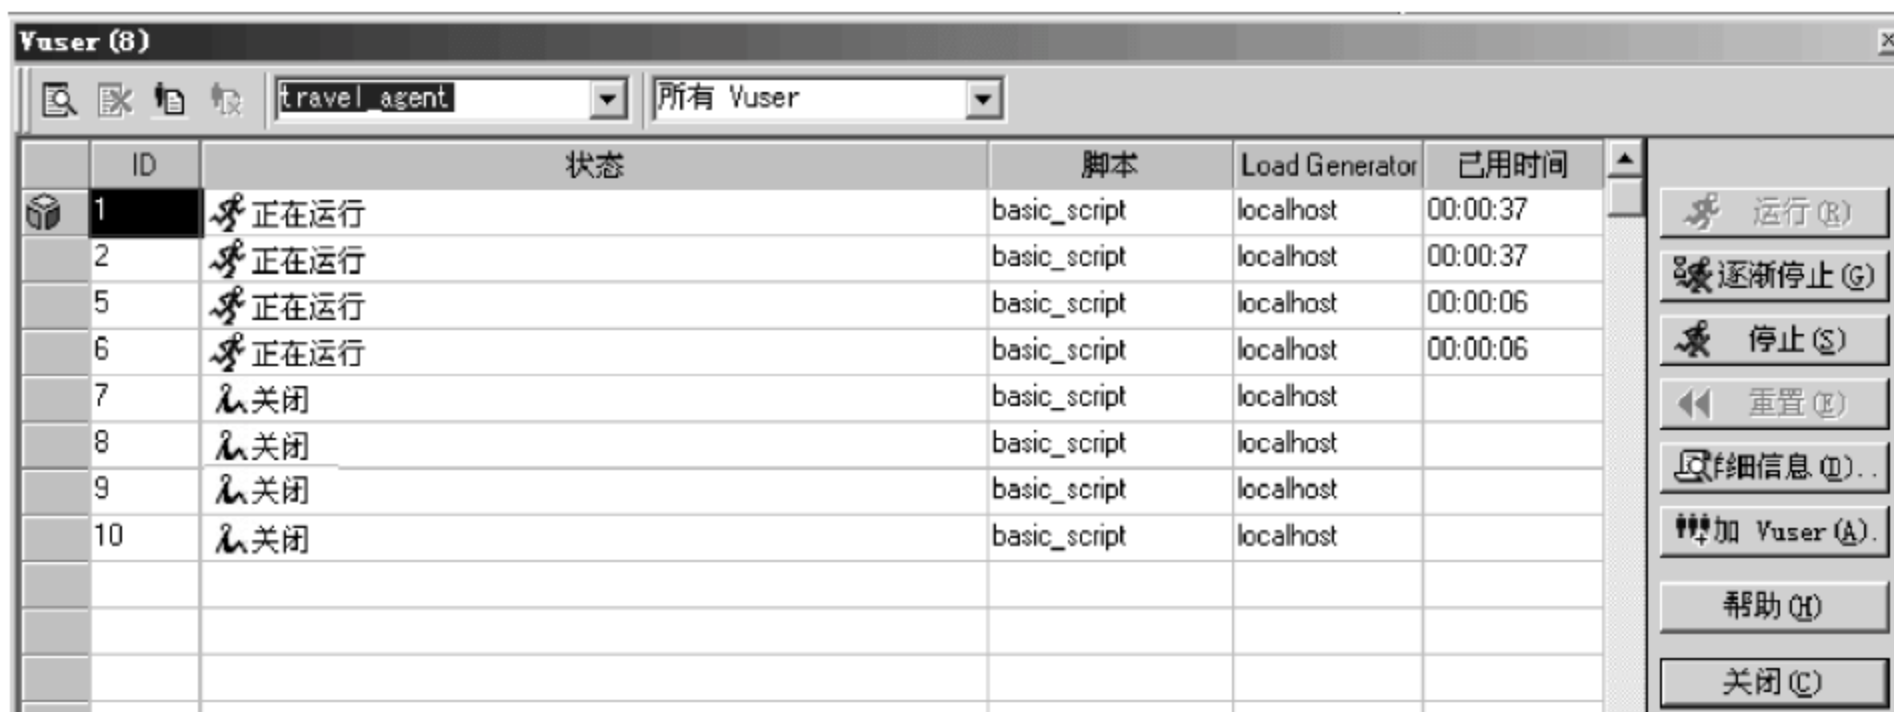 Vuser (8)
travel_agent 所有 Vuser
ID 状态 脚本 Load Generator 已用时间
1 正在运行 basic_script localhost 00:00:37
2 正在运行 basic_script localhost 00:00:37
5 正在运行 basic_script localhost 00:00:06
6 正在运行 basic_script localhost 00:00:06
7 关闭 basic_script localhost
8 关闭 basic_script localhost
9 关闭 basic_script localhost
10 关闭 basic_script localhost
运行(R)
逐渐停止(G)
停止(S)
重置(E)
详细信息(D)..
加 Vuser(A).
帮助(H)
关闭(C)